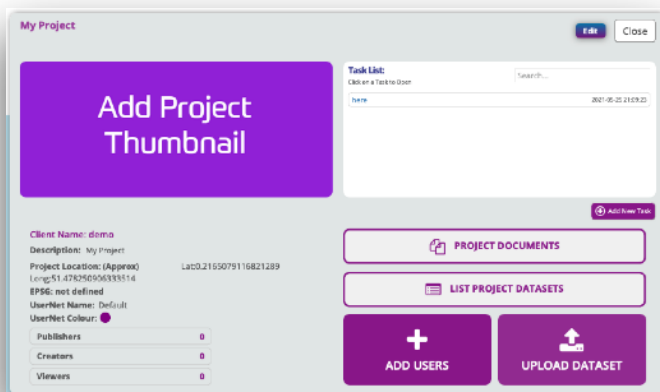 My Project
Edit
Close
Add Project
Thumbnail
Task List:
Click on a Task to Open
Search...
here
2021-05-25 21:09:23
Add New Task
Client Name: demo
Description: My Project
Project Location: (Approx) Lat:0.2165079116821289
Long:51.478250906333514
EPSG: not defined
UserNet Name: Default
UserNet Colour:
Publishers 0
Creators 0
Viewers 0
PROJECT DOCUMENTS
LIST PROJECT DATASETS
ADD USERS
UPLOAD DATASET